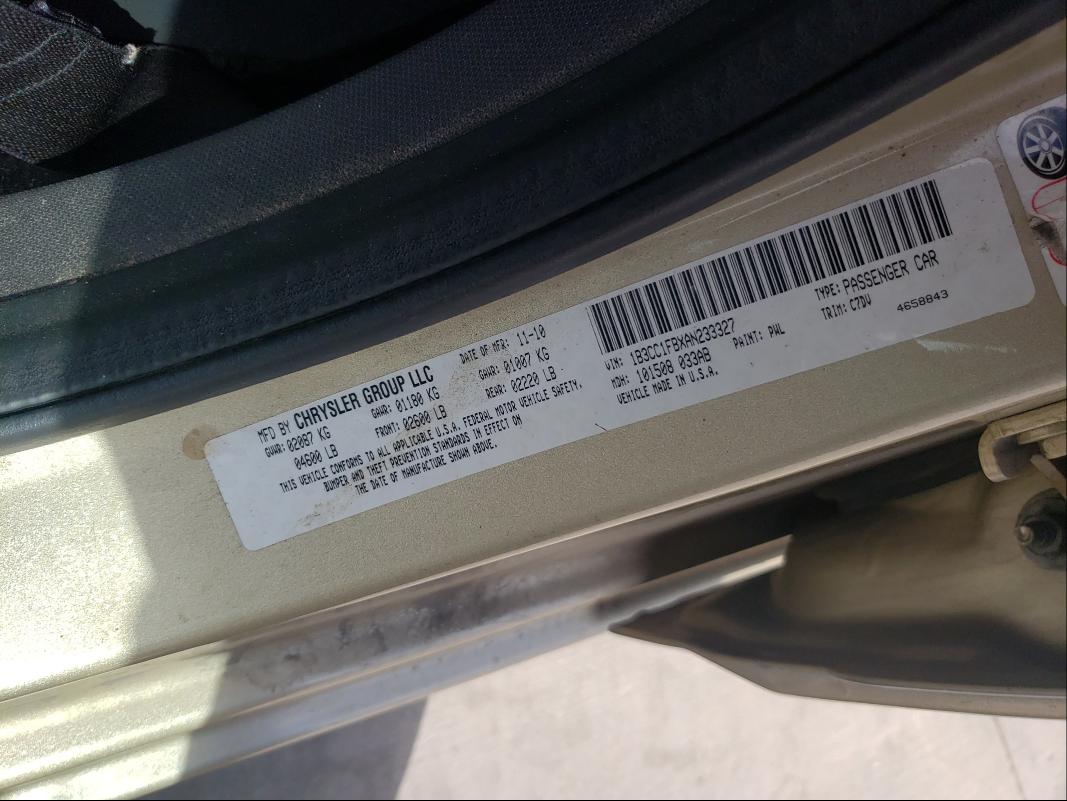 MFD BY CHRYSLER GROUP LLC DATE OF MFR: 11-10
GVWR: 02087 KG GAWR: 01180 KG GAWR: 01007 KG
04600 LB FRONT: 02600 LB REAR: 02220 LB
THIS VEHICLE CONFORMS TO ALL APPLICABLE U.S.A. FEDERAL MOTOR VEHICLE SAFETY,
BUMPER AND THEFT PREVENTION STANDARDS IN EFFECT ON
THE DATE OF MANUFACTURE SHOWN ABOVE.
VIN: 1B3CC1FBXAN233327 TYPE: PASSENGER CAR
MDH: 101508 033AB PAINT: PWL TRIM: C7DV
VEHICLE MADE IN U.S.A. 4658843